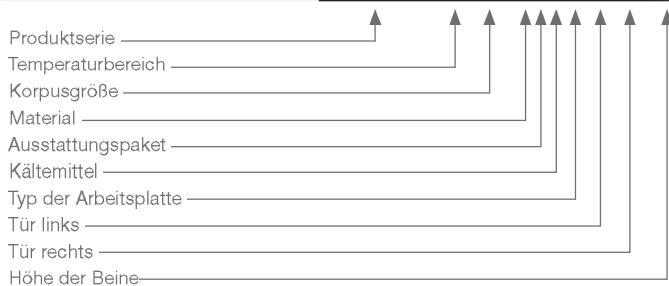 Produktserie
Temperaturbereich
Korpusgröße
Material
Ausstattungspaket
Kältemittel
Typ der Arbeitsplatte
Tür links
Tür rechts
Höhe der Beine